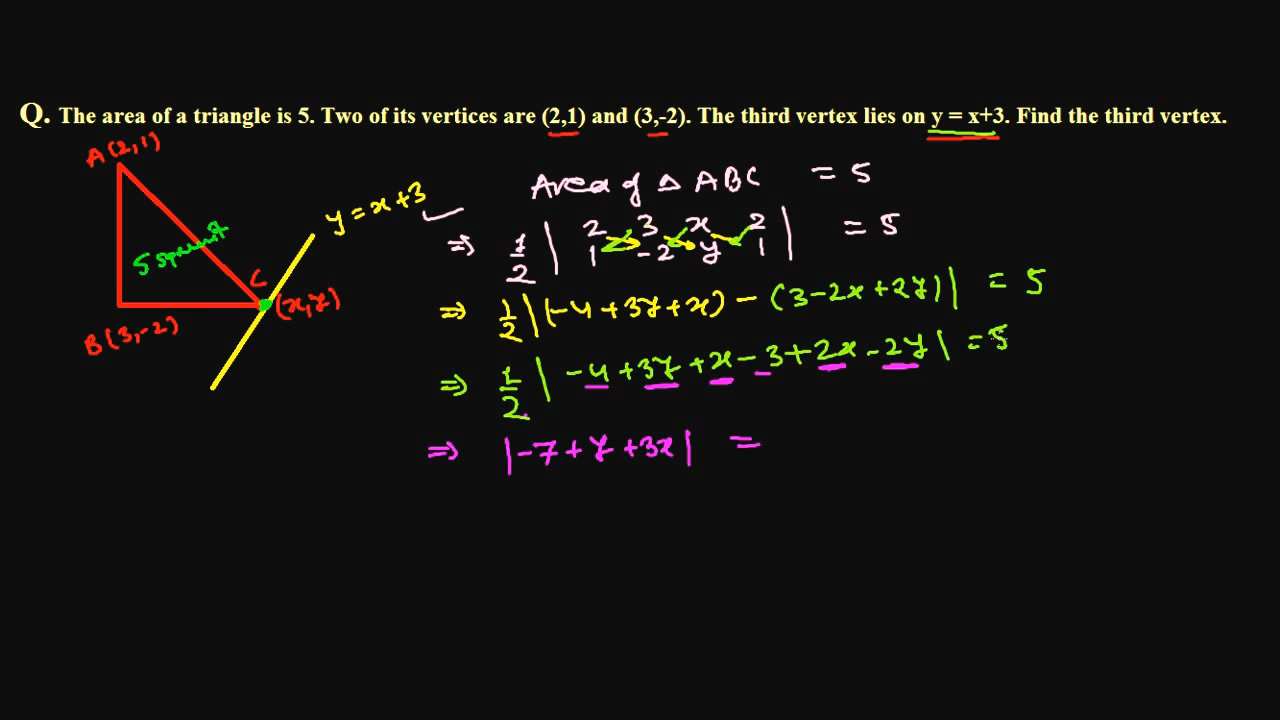 Q. The area of a triangle is 5. Two of its vertices are (2,1) and (3,-2). The third vertex lies on y = x+3. Find the third vertex.
A(2,1)
B(3,-2)
C
(x,y)
y = x+3
Area of Δ ABC = 5
⇒ 1/2 | 2 3 x 2 | = 5
1 -2 y 1
⇒ 1/2 |(-4+3y+x) - (3-2x+2y)| = 5
⇒ 1/2 | -4+3y+x-3+2x-2y| = 5
⇒ |-7+y+3x| =